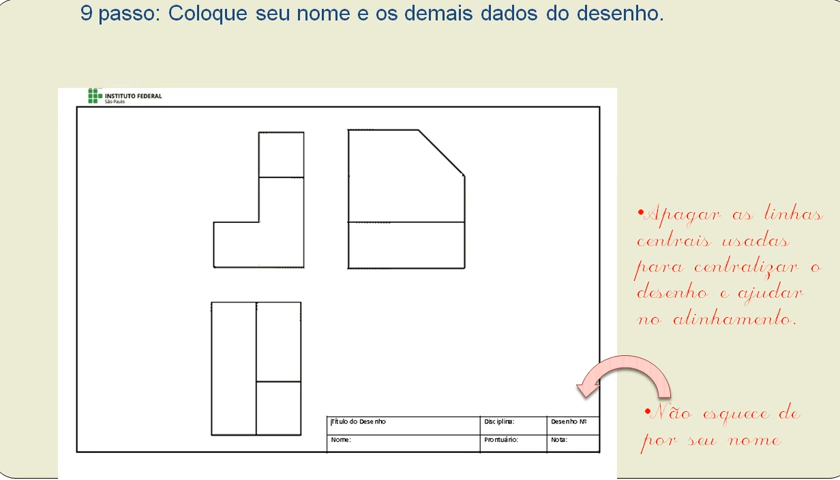 9 passo: Coloque seu nome e os demais dados do desenho.
INSTITUTO FEDERAL
São Paulo
•Apagar as linhas
centrais usadas
para centralizar o
desenho e ajudar
no alinhamento.
•Não esquece de
por seu nome
Título do Desenho
Disciplina:
Desenho Nº
Nome:
Prontuário:
Nota: